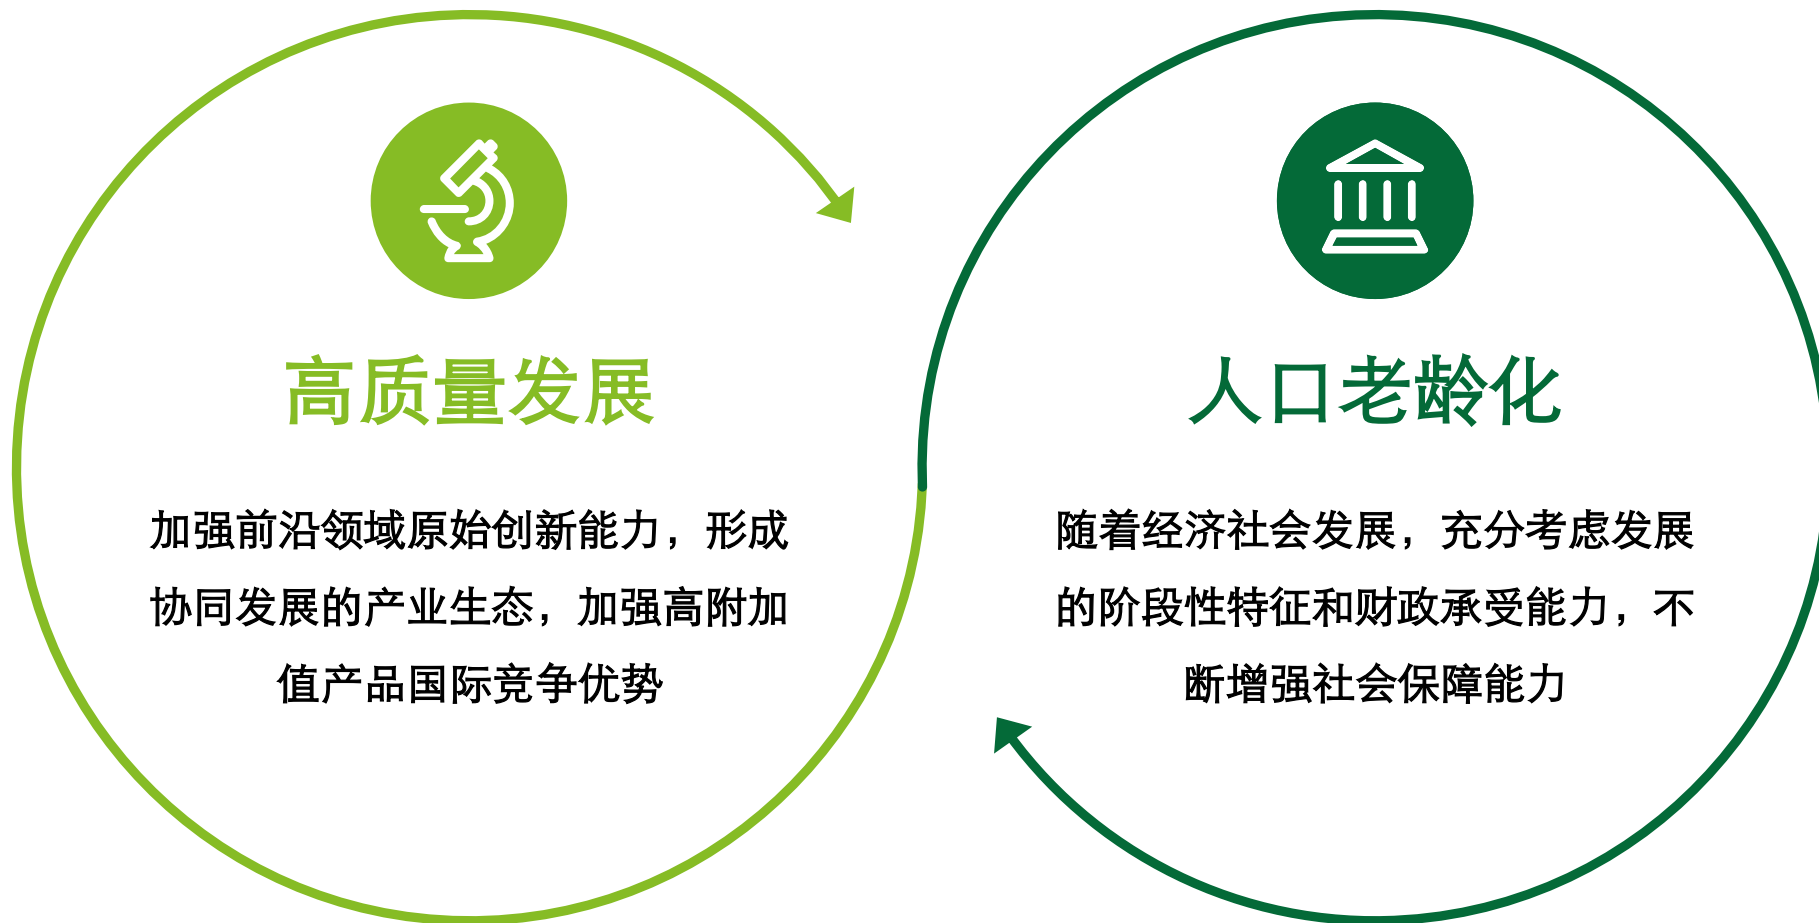 高质量发展
加强前沿领域原始创新能力，形成
协同发展的产业生态，加强高附加
值产品国际竞争优势
人口老龄化
随着经济社会发展，充分考虑发展
的阶段性特征和财政承受能力，不
断增强社会保障能力